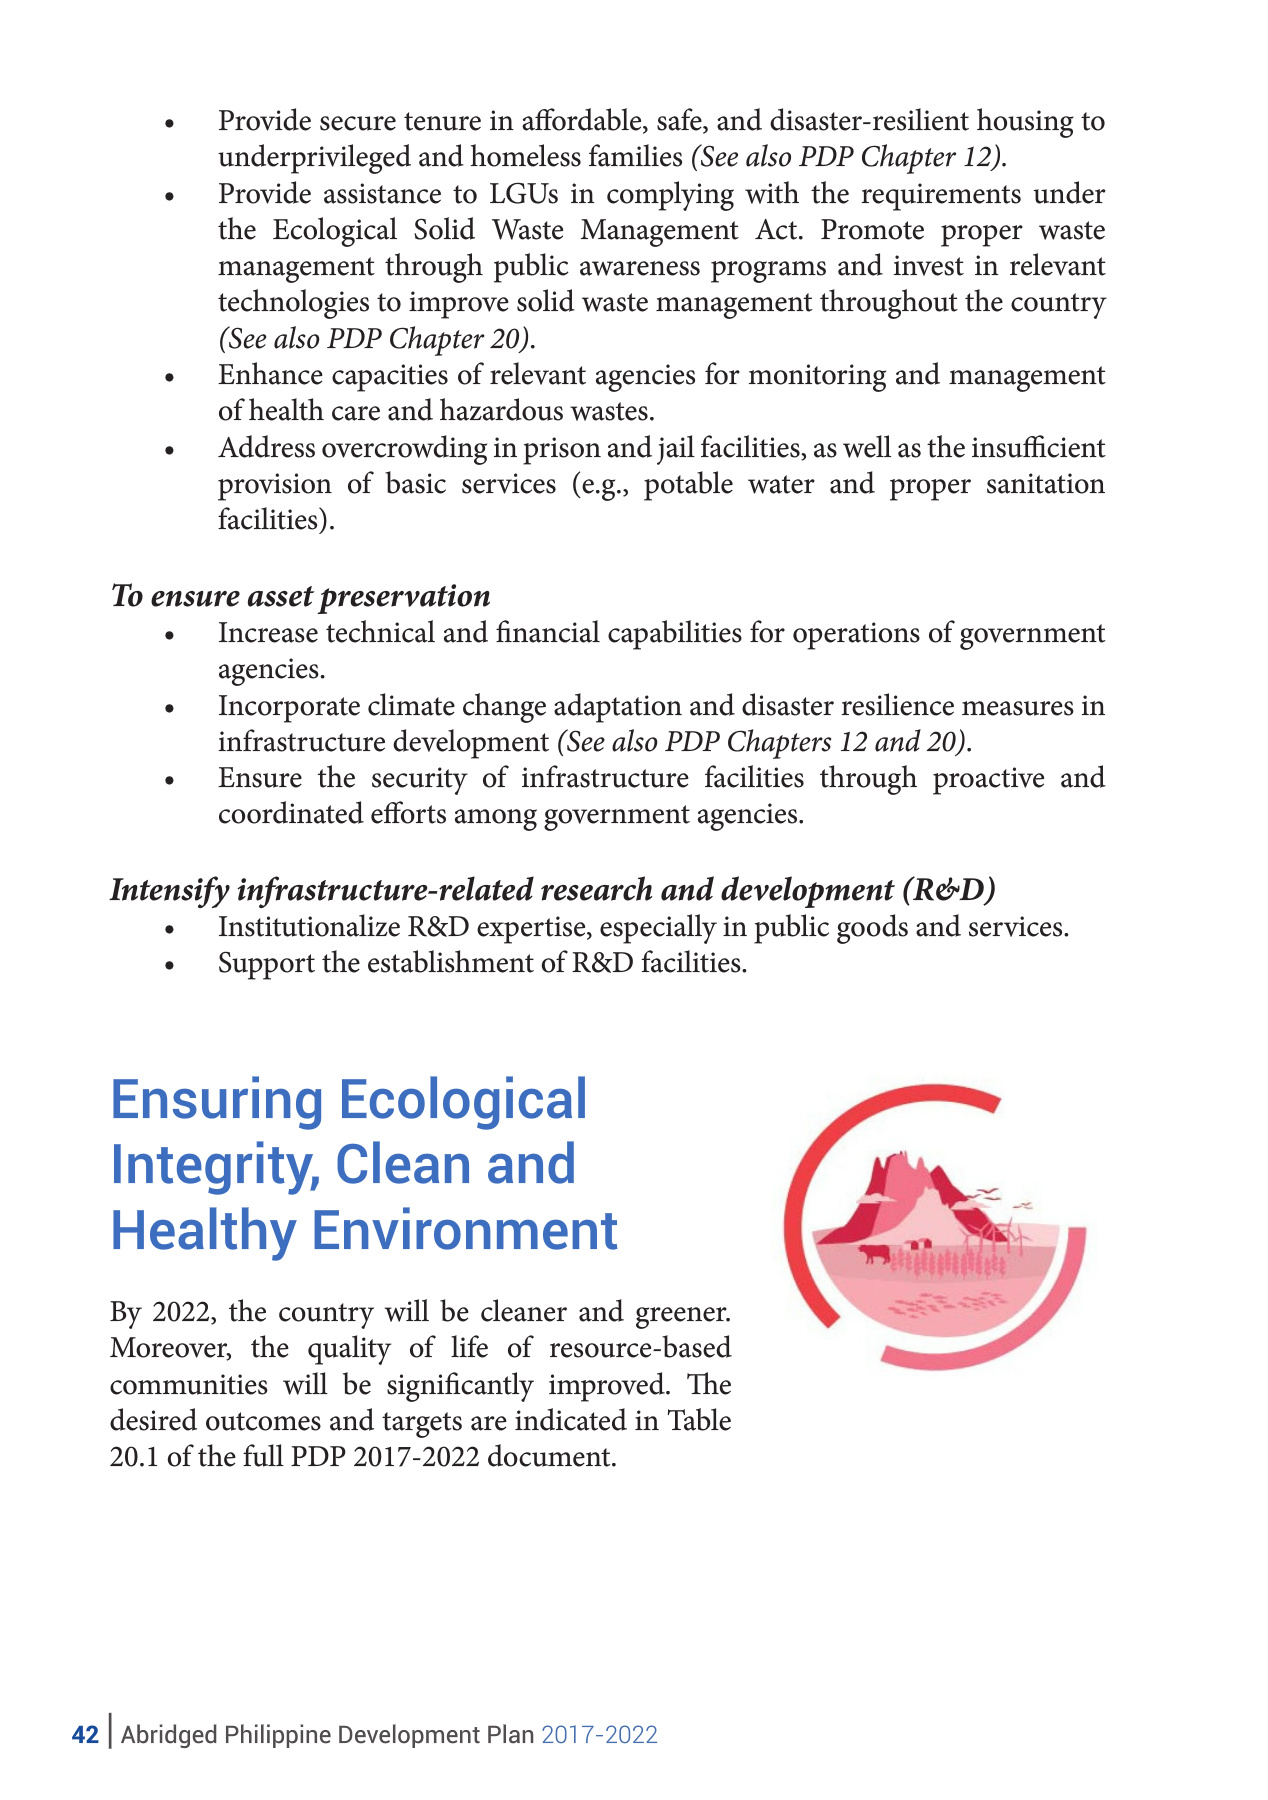 • Provide secure tenure in affordable, safe, and disaster-resilient housing to
underprivileged and homeless families (See also PDP Chapter 12).
• Provide assistance to LGUs in complying with the requirements under
the Ecological Solid Waste Management Act. Promote proper waste
management through public awareness programs and invest in relevant
technologies to improve solid waste management throughout the country
(See also PDP Chapter 20).
• Enhance capacities of relevant agencies for monitoring and management
of health care and hazardous wastes.
• Address overcrowding in prison and jail facilities, as well as the insufficient
provision of basic services (e.g., potable water and proper sanitation
facilities).
To ensure asset preservation
• Increase technical and financial capabilities for operations of government
agencies.
• Incorporate climate change adaptation and disaster resilience measures in
infrastructure development (See also PDP Chapters 12 and 20).
• Ensure the security of infrastructure facilities through proactive and
coordinated efforts among government agencies.
Intensify infrastructure-related research and development (R&D)
• Institutionalize R&D expertise, especially in public goods and services.
• Support the establishment of R&D facilities.
Ensuring Ecological
Integrity, Clean and
Healthy Environment
By 2022, the country will be cleaner and greener.
Moreover, the quality of life of resource-based
communities will be significantly improved. The
desired outcomes and targets are indicated in Table
20.1 of the full PDP 2017-2022 document.
42 | Abridged Philippine Development Plan 2017-2022